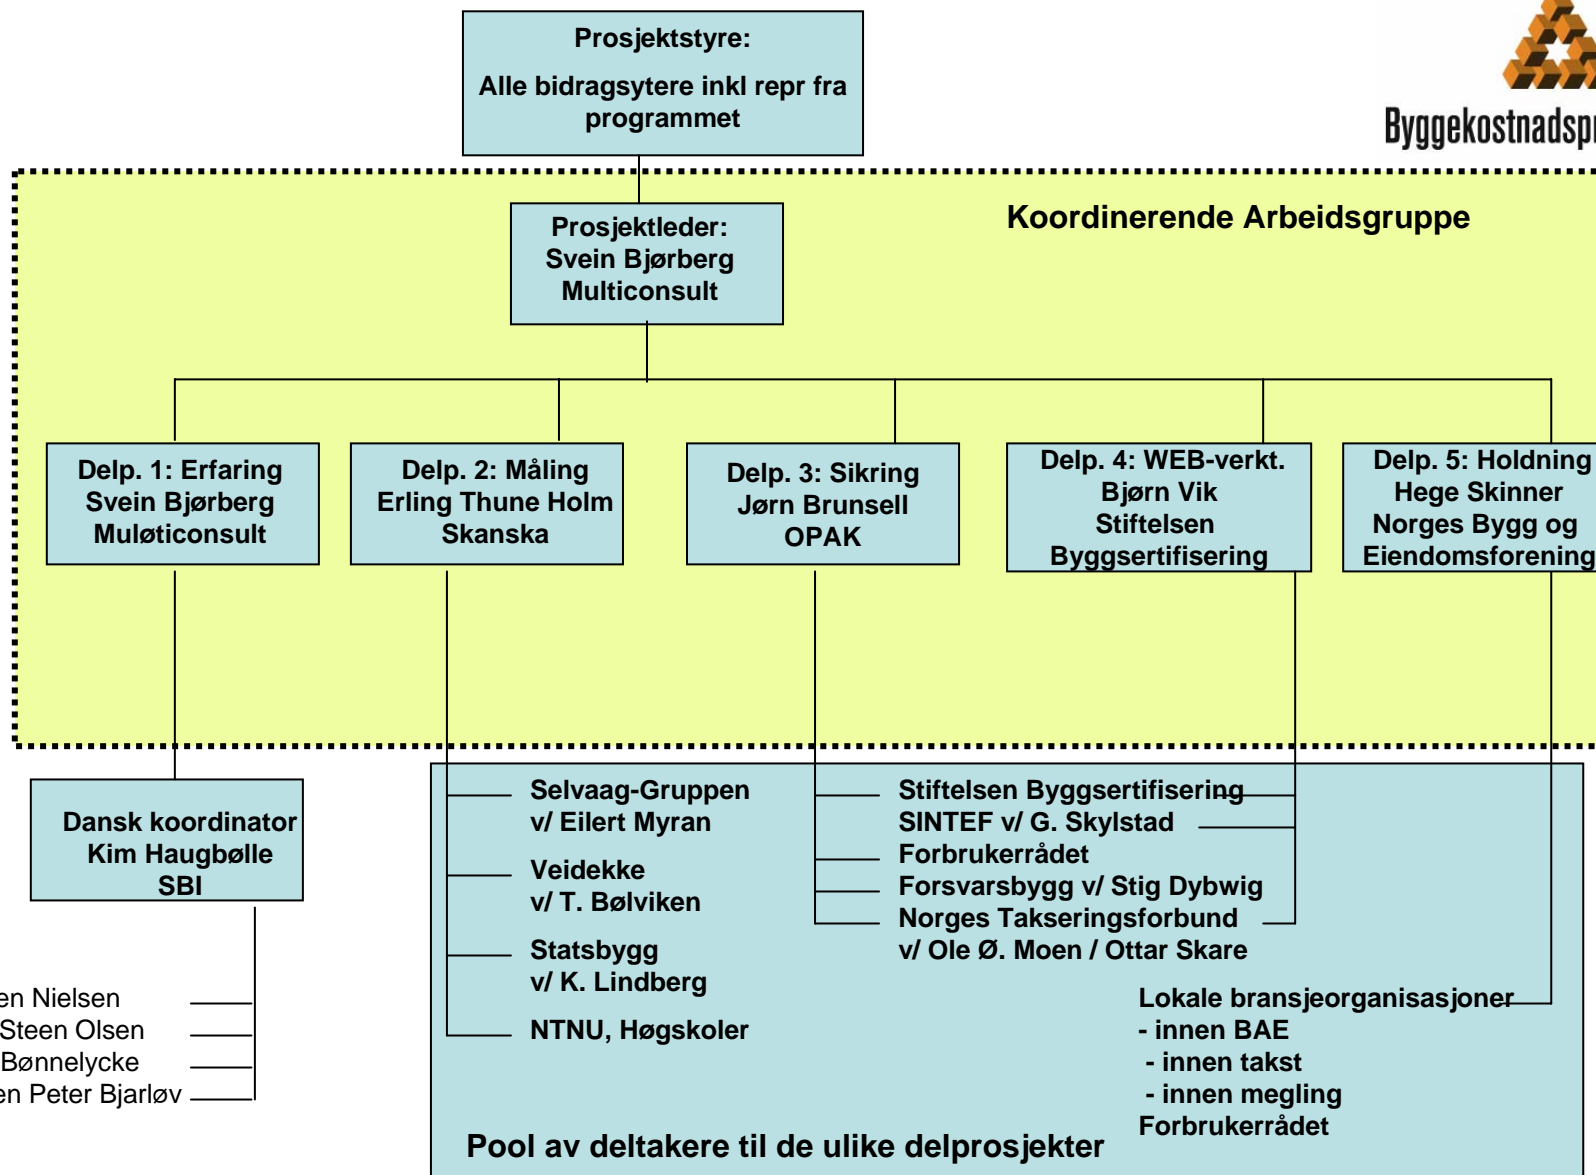 Prosjektstyre:
Alle bidragsytere inkl repr fra
programmet
Koordinerende Arbeidsgruppe
Prosjektleder:
Svein Bjørberg
Multiconsult
Delp. 1: Erfaring
Svein Bjørberg
Muløticonsult
Delp. 2: Måling
Erling Thune Holm
Skanska
Delp. 3: Sikring
Jørn Brunsell
OPAK
Delp. 4: WEB-verkt.
Bjørn Vik
Stiftelsen
Byggsertifisering
Delp. 5: Holdning
Hege Skinner
Norges Bygg og
Eiendomsforening
Dansk koordinator
Kim Haugbølle
SBI
Nielsen
Steen Olsen
Bønnelycke
Peter Bjarløv
Selvaag-Gruppen
v/ Eilert Myran
Veidekke
v/ T. Bølviken
Statsbygg
v/ K. Lindberg
NTNU, Høgskoler
Stiftelsen Byggsertifisering
SINTEF v/ G. Skylstad
Forbrukerrådet
Forsvarsbygg v/ Stig Dybwig
Norges Takseringsforbund
v/ Ole Ø. Moen / Ottar Skare
Lokale bransjeorganisasjoner
- innen BAE
- innen takst
- innen megling
Forbrukerrådet
Pool av deltakere til de ulike delprosjekter